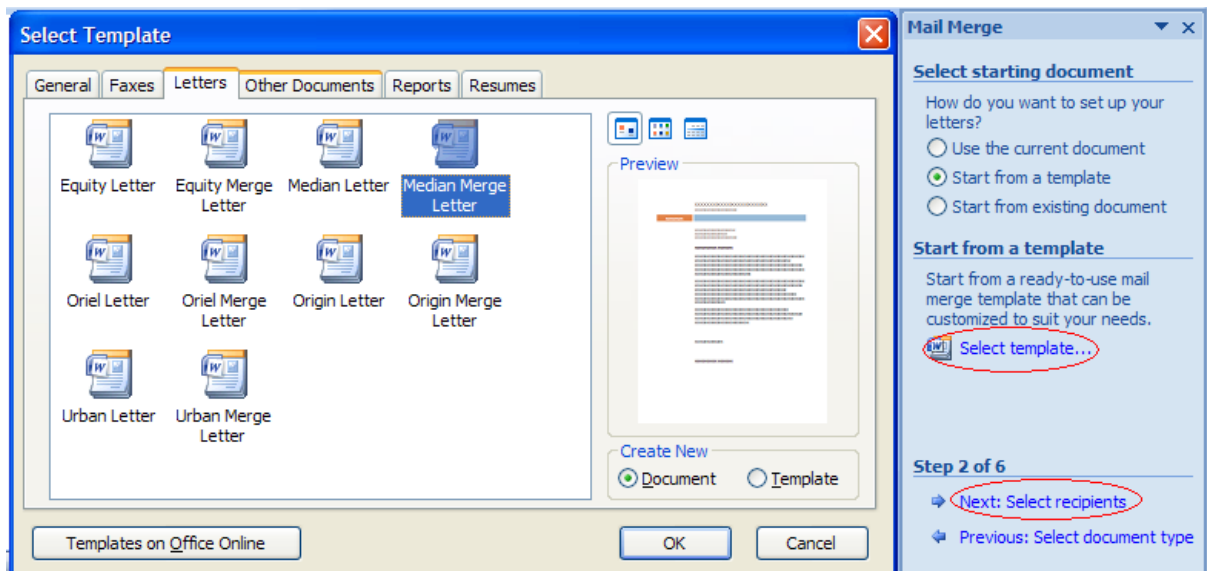 Select Template
General Faxes Letters Other Documents Reports Resumes
Equity Letter
Equity Merge
Letter
Median Letter
Median Merge
Letter
Oriel Letter
Oriel Merge
Letter
Origin Letter
Origin Merge
Letter
Urban Letter
Urban Merge
Letter
Preview
Create New
Document Template
Templates on Office Online
OK Cancel
Mail Merge
Select starting document
How do you want to set up your
letters?
Use the current document
Start from a template
Start from existing document
Start from a template
Start from a ready-to-use mail
merge template that can be
customized to suit your needs.
Select template...
Step 2 of 6
Next: Select recipients
Previous: Select document type